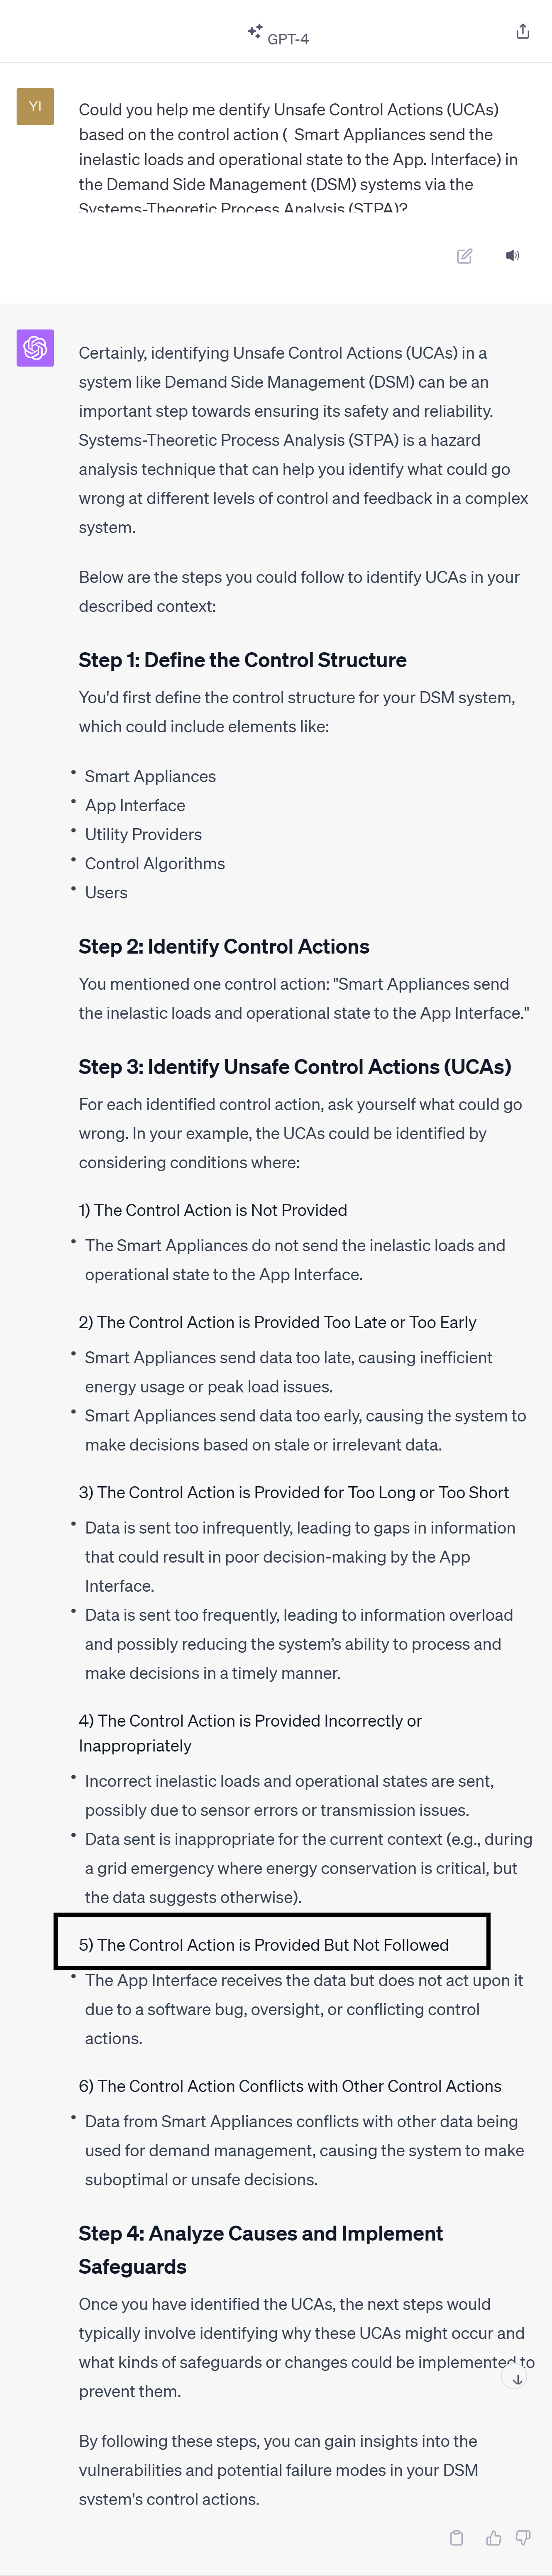 GPT-4
YI
Could you help me dentify Unsafe Control Actions (UCAs)
based on the control action (  Smart Appliances send the
inelastic loads and operational state to the App. Interface) in
the Demand Side Management (DSM) systems via the
Systems-Theoretic Process Analysis (STPA)?
Certainly, identifying Unsafe Control Actions (UCAs) in a
system like Demand Side Management (DSM) can be an
important step towards ensuring its safety and reliability.
Systems-Theoretic Process Analysis (STPA) is a hazard
analysis technique that can help you identify what could go
wrong at different levels of control and feedback in a complex
system.
Below are the steps you could follow to identify UCAs in your
described context:
Step 1: Define the Control Structure
You'd first define the control structure for your DSM system,
which could include elements like:
• Smart Appliances
• App Interface
• Utility Providers
• Control Algorithms
• Users
Step 2: Identify Control Actions
You mentioned one control action: "Smart Appliances send
the inelastic loads and operational state to the App Interface."
Step 3: Identify Unsafe Control Actions (UCAs)
For each identified control action, ask yourself what could go
wrong. In your example, the UCAs could be identified by
considering conditions where:
1) The Control Action is Not Provided
• The Smart Appliances do not send the inelastic loads and
operational state to the App Interface.
2) The Control Action is Provided Too Late or Too Early
• Smart Appliances send data too late, causing inefficient
energy usage or peak load issues.
• Smart Appliances send data too early, causing the system to
make decisions based on stale or irrelevant data.
3) The Control Action is Provided for Too Long or Too Short
• Data is sent too infrequently, leading to gaps in information
that could result in poor decision-making by the App
Interface.
• Data is sent too frequently, leading to information overload
and possibly reducing the system's ability to process and
make decisions in a timely manner.
4) The Control Action is Provided Incorrectly or
Inappropriately
• Incorrect inelastic loads and operational states are sent,
possibly due to sensor errors or transmission issues.
• Data sent is inappropriate for the current context (e.g., during
a grid emergency where energy conservation is critical, but
the data suggests otherwise).
5) The Control Action is Provided But Not Followed
• The App Interface receives the data but does not act upon it
due to a software bug, oversight, or conflicting control
actions.
6) The Control Action Conflicts with Other Control Actions
• Data from Smart Appliances conflicts with other data being
used for demand management, causing the system to make
suboptimal or unsafe decisions.
Step 4: Analyze Causes and Implement
Safeguards
Once you have identified the UCAs, the next steps would
typically involve identifying why these UCAs might occur and
what kinds of safeguards or changes could be implemented to
prevent them.
By following these steps, you can gain insights into the
vulnerabilities and potential failure modes in your DSM
system's control actions.